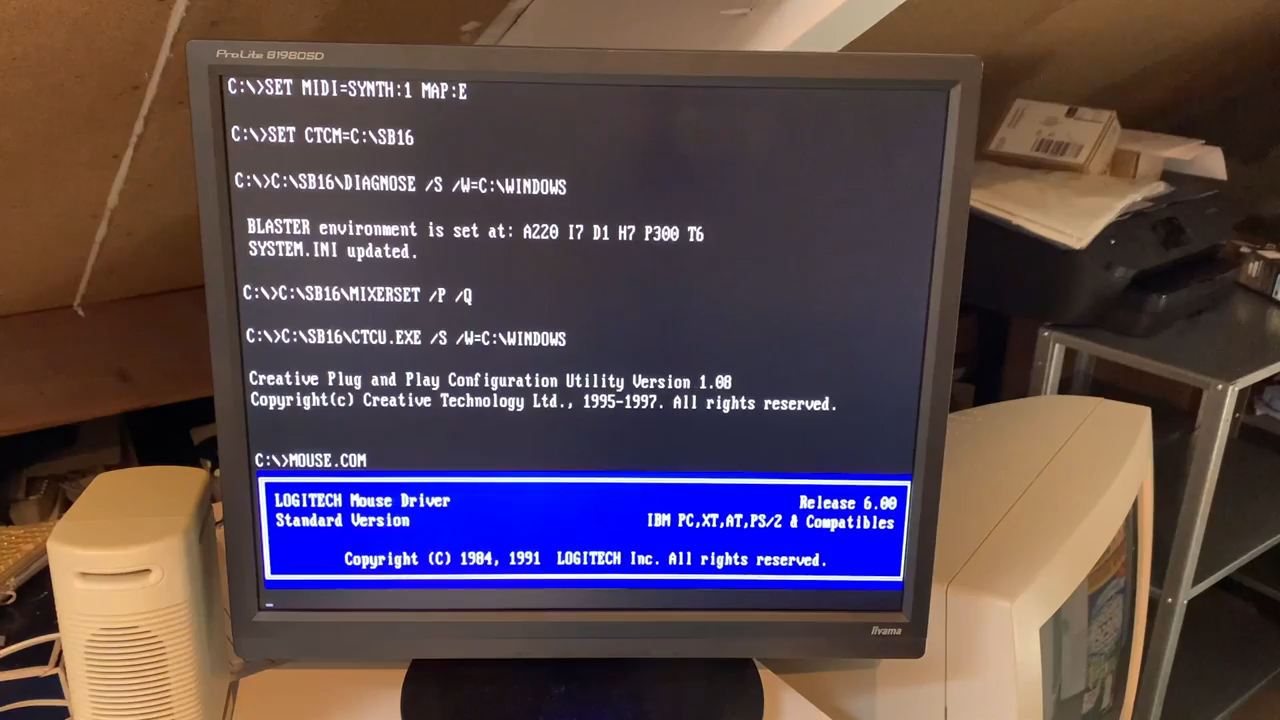 ProLite B1980SD
C:\>SET MIDI=SYNTH:1 MAP:E
C:\>SET CTCM=C:\SB16
C:\>C:\SB16\DIAGNOSE /S /W=C:\WINDOWS
BLASTER environment is set at: A220 I7 D1 H7 P300 T6
SYSTEM.INI updated.
C:\>C:\SB16\MIXERSET /P /Q
C:\>C:\SB16\CTCU.EXE /S /W=C:\WINDOWS
Creative Plug and Play Configuration Utility Version 1.08
Copyright(c) Creative Technology Ltd., 1995-1997. All rights reserved.
C:\>MOUSE.COM
LOGITECH Mouse Driver Release 6.00
Standard Version IBM PC,XT,AT,PS/2 & Compatibles
Copyright (C) 1984, 1991 LOGITECH Inc. All rights reserved.
iiyama